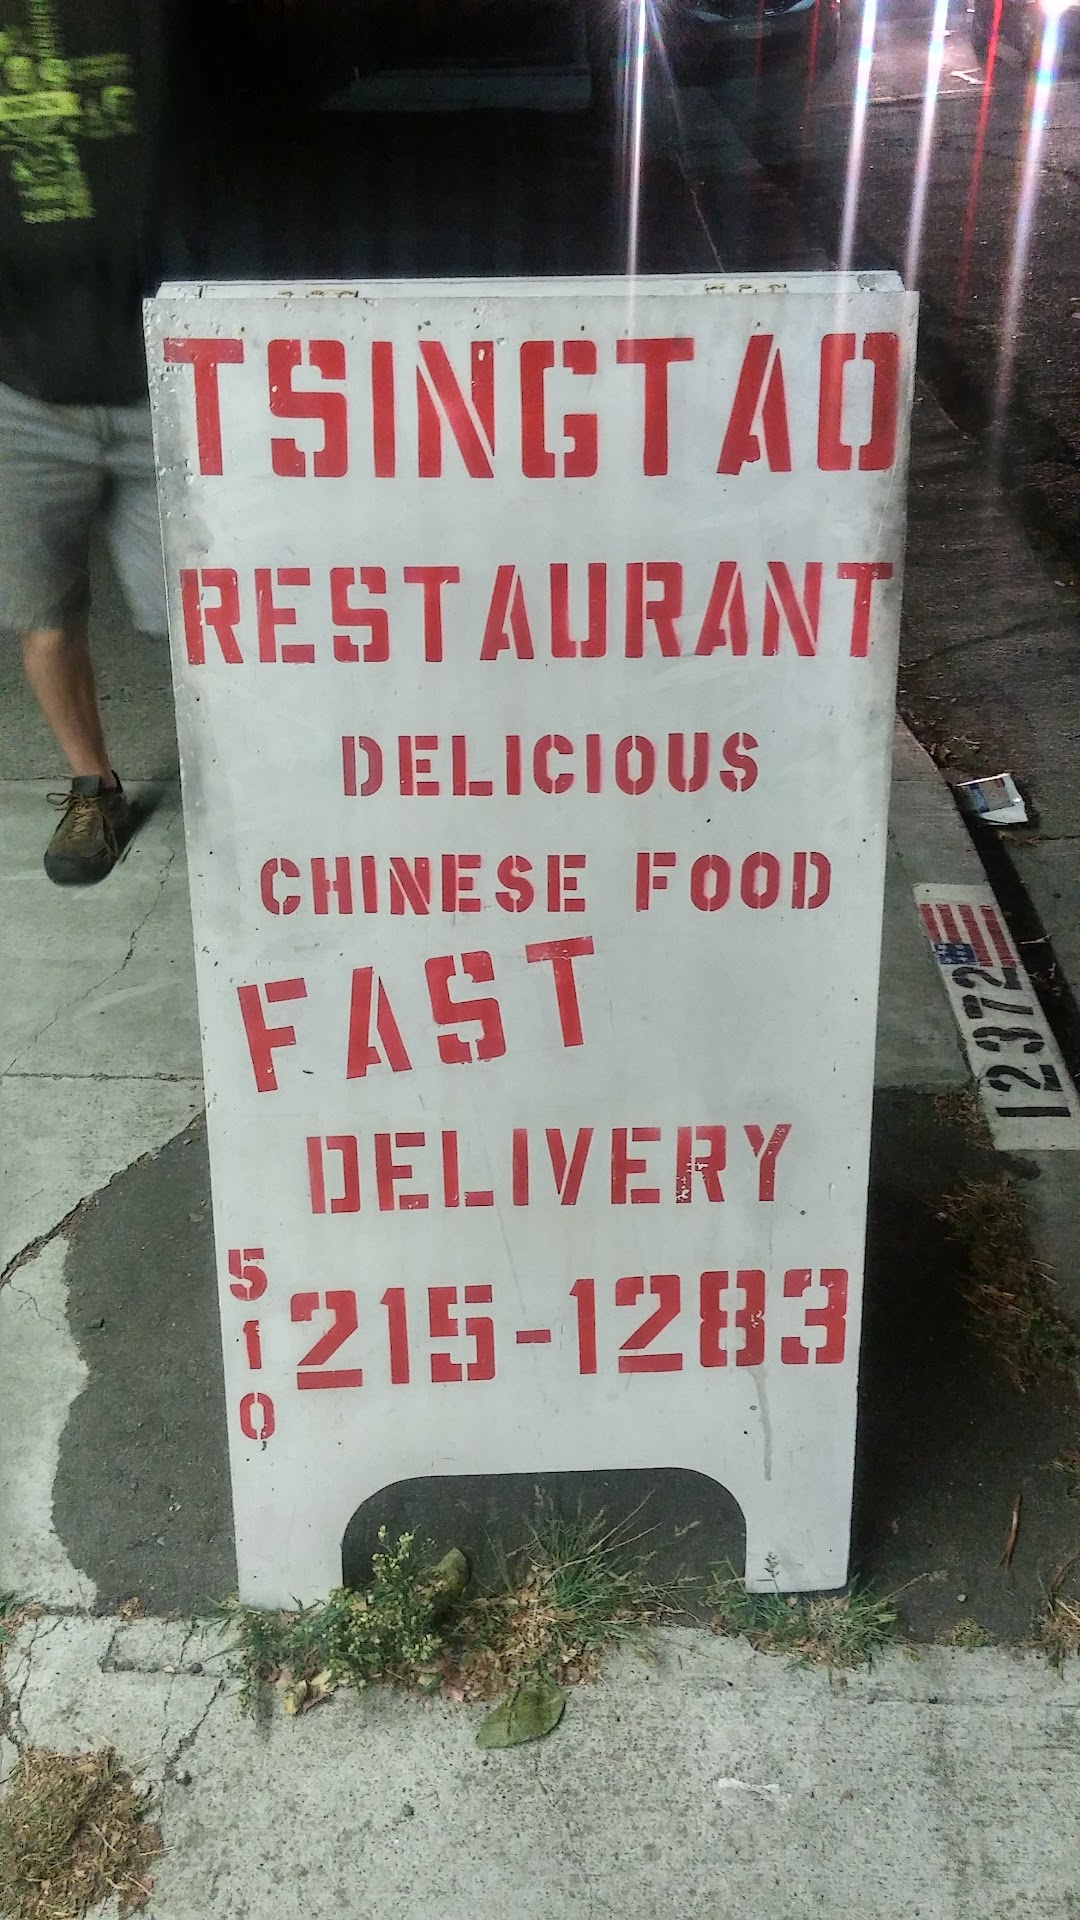 TSINGTAO
RESTAURANT
DELICIOUS
CHINESE FOOD
FAST
DELIVERY
510 215-1283
12372